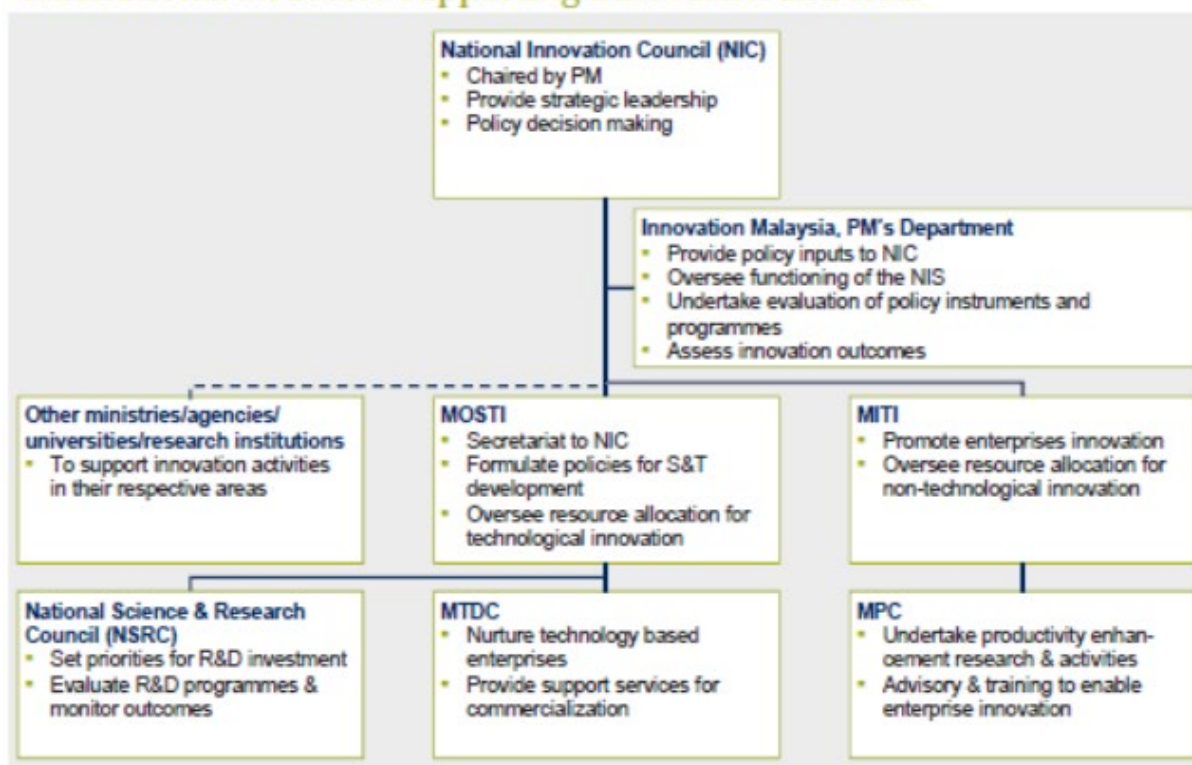 National Innovation Council (NIC)
▪ Chaired by PM
▪ Provide strategic leadership
▪ Policy decision making
Innovation Malaysia, PM's Department
▪ Provide policy inputs to NIC
▪ Oversee functioning of the NIS
▪ Undertake evaluation of policy instruments and
programmes
▪ Assess innovation outcomes
Other ministries/agencies/
universities/research institutions
▪ To support innovation activities
in their respective areas
MOSTI
▪ Secretariat to NIC
▪ Formulate policies for S&T
development
▪ Oversee resource allocation for
technological innovation
MITI
▪ Promote enterprises innovation
▪ Oversee resource allocation for
non-technological innovation
National Science & Research
Council (NSRC)
▪ Set priorities for R&D investment
▪ Evaluate R&D programmes &
monitor outcomes
MTDC
▪ Nurture technology based
enterprises
▪ Provide support services for
commercialization
MPC
▪ Undertake productivity enhan-
cement research & activities
▪ Advisory & training to enable
enterprise innovation